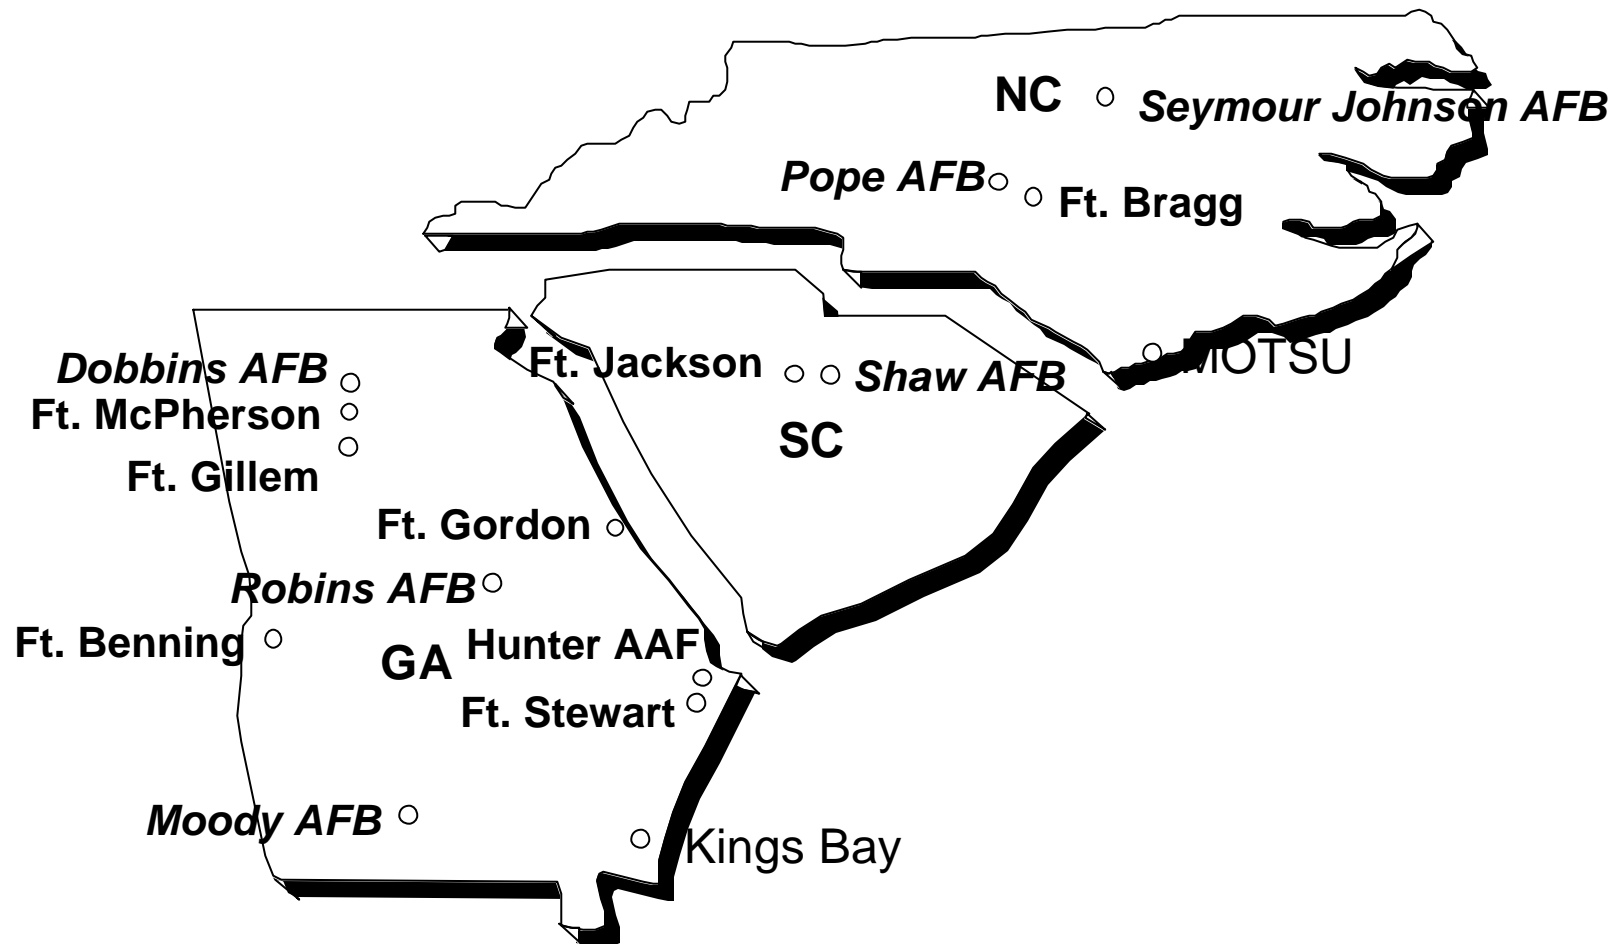 NC
Seymour Johnson AFB
Pope AFB
Ft. Bragg
MOTSU
Dobbins AFB
Ft. Jackson
Shaw AFB
Ft. McPherson
SC
Ft. Gillem
Ft. Gordon
Robins AFB
Ft. Benning
Hunter AAF
GA
Ft. Stewart
Moody AFB
Kings Bay